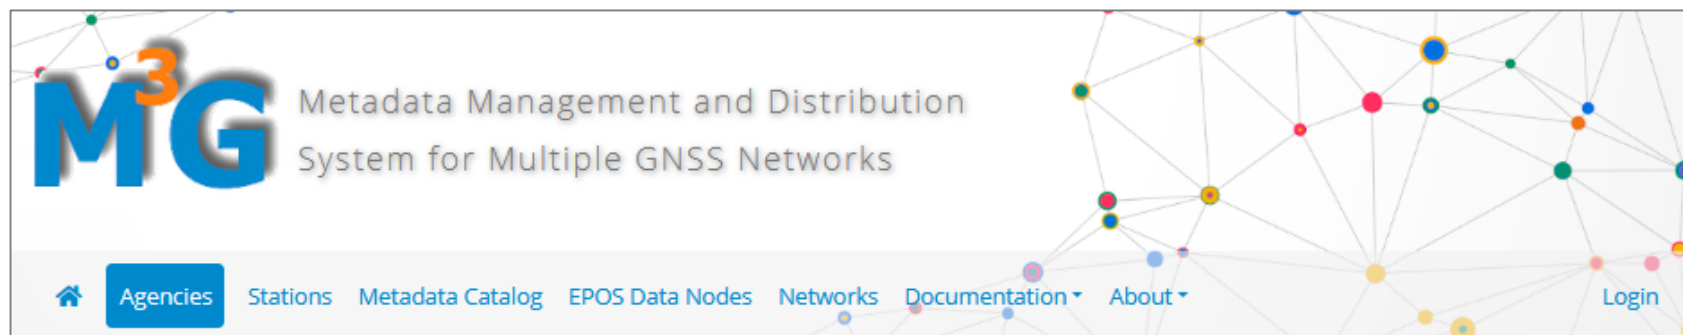 M3G
Metadata Management and Distribution
System for Multiple GNSS Networks
Agencies Stations Metadata Catalog EPOS Data Nodes Networks Documentation About Login